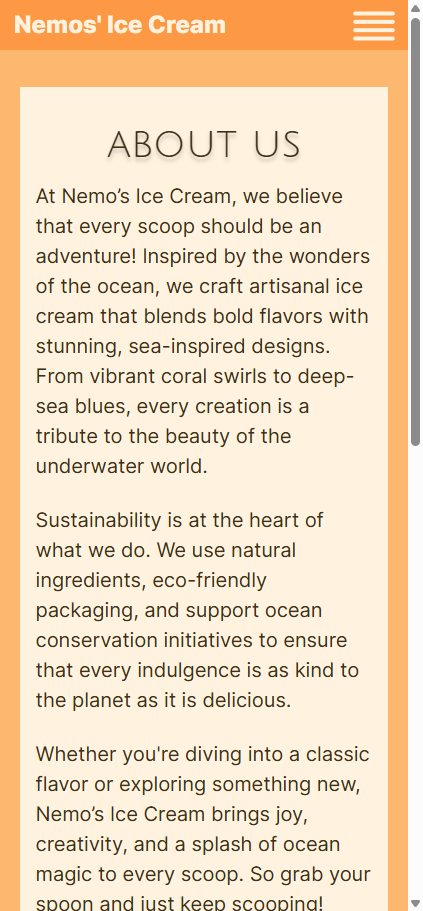 Nemos' Ice Cream
ABOUT US
At Nemo’s Ice Cream, we believe
that every scoop should be an
adventure! Inspired by the wonders
of the ocean, we craft artisanal ice
cream that blends bold flavors with
stunning, sea-inspired designs.
From vibrant coral swirls to deep-
sea blues, every creation is a
tribute to the beauty of the
underwater world.
Sustainability is at the heart of
what we do. We use natural
ingredients, eco-friendly
packaging, and support ocean
conservation initiatives to ensure
that every indulgence is as kind to
the planet as it is delicious.
Whether you're diving into a classic
flavor or exploring something new,
Nemo’s Ice Cream brings joy,
creativity, and a splash of ocean
magic to every scoop. So grab your
spoon and just keep scooping!